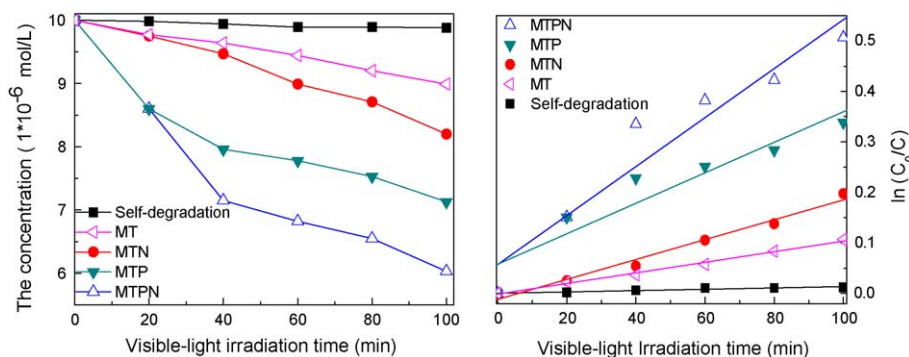 The concentration ( 1*10⁻⁶ mol/L)
10
9
8
7
6
Self-degradation
MT
MTN
MTP
MTPN
0 20 40 60 80 100
Visible-light irradiation time (min)
MTPN
MTP
MTN
MT
Self-degradation
0.5
0.4
0.3
0.2
0.1
0.0
ln (C₀/C)
0 20 40 60 80 100
Visible-light Irradiation time (min)